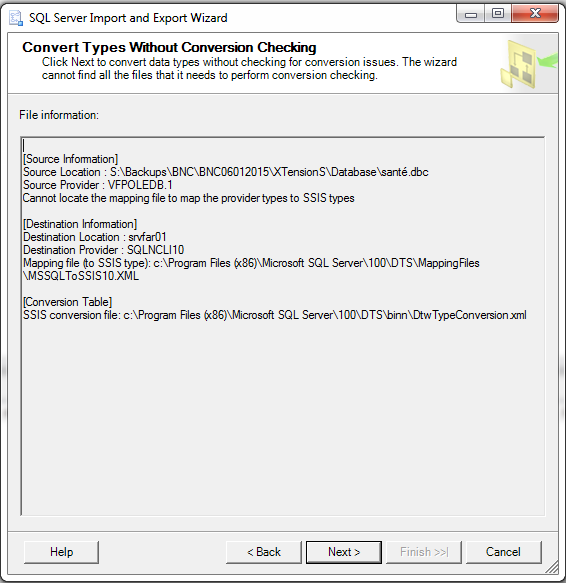 SQL Server Import and Export Wizard
Convert Types Without Conversion Checking
Click Next to convert data types without checking for conversion issues. The wizard
cannot find all the files that it needs to perform conversion checking.
File information:
[Source Information]
Source Location : S:\Backups\BNC\BNC06012015\XTensionS\Database\santé.dbc
Source Provider : VFPOLEDB.1
Cannot locate the mapping file to map the provider types to SSIS types
[Destination Information]
Destination Location : srvfar01
Destination Provider : SQLNCLI10
Mapping file (to SSIS type): c:\Program Files (x86)\Microsoft SQL Server\100\DTS\MappingFiles
\MSSQLToSSIS10.XML
[Conversion Table]
SSIS conversion file: c:\Program Files (x86)\Microsoft SQL Server\100\DTS\binn\DtwTypeConversion.xml
Help
< Back
Next >
Finish >>|
Cancel